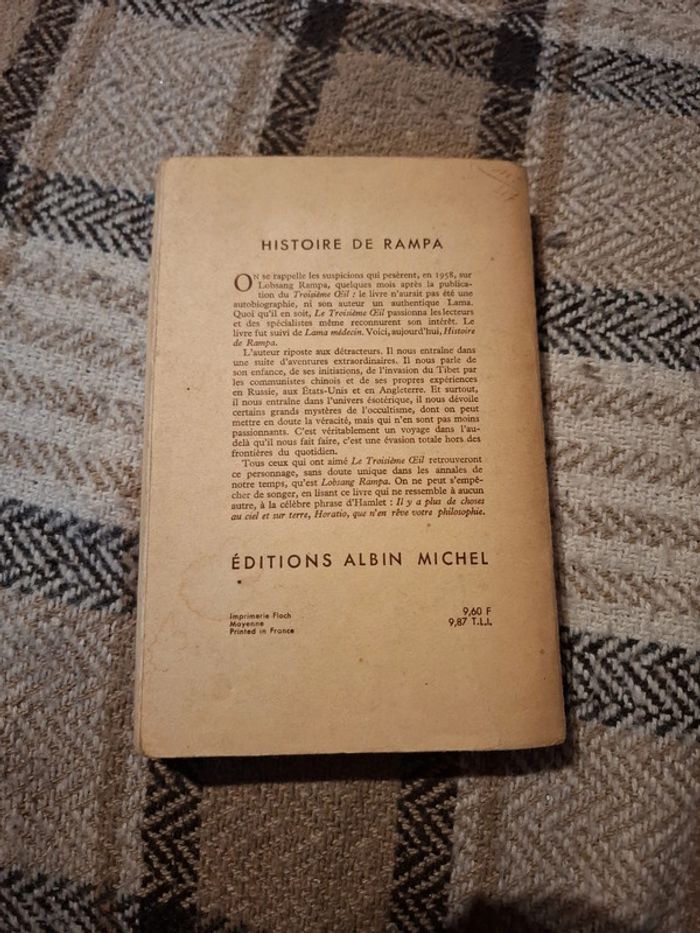 HISTOIRE DE RAMPA
ON se rappelle les suspicions qui pesèrent, en 1958, sur
Lobsang Rampa, quelques mois après la publica-
tion du Troisième Œil : le livre n'aurait pas été une
autobiographie, ni son auteur un authentique Lama.
Quoi qu'il en soit, Le Troisième Œil passionna les lecteurs
et des spécialistes même reconnurent son intérêt. Le
livre fut suivi de Lama médecin. Voici, aujourd'hui, Histoire
de Rampa.
L'auteur riposte aux détracteurs. Il nous entraîne dans
une suite d'aventures extraordinaires. Il nous parle de
son enfance, de ses initiations, de l'invasion du Tibet par
les communistes chinois et de ses propres expériences
en Russie, aux États-Unis et en Angleterre. Et surtout,
il nous entraîne dans l'univers ésotérique, il nous dévoile
certains grands mystères de l'occultisme, dont on peut
mettre en doute la véracité, mais qui n'en sont pas moins
passionnants. C'est véritablement un voyage dans l'au-
delà qu'il nous fait faire, c'est une évasion totale hors des
frontières du quotidien.
Tous ceux qui ont aimé Le Troisième Œil retrouveront
ce personnage, sans doute unique dans les annales de
notre temps, qu'est Lobsang Rampa. On ne peut s'empê-
cher de songer, en lisant ce livre qui ne ressemble à aucun
autre, à la célèbre phrase d'Hamlet : Il y a plus de choses
au ciel et sur terre, Horatio, que n'en rêve votre philosophie.
ÉDITIONS ALBIN MICHEL
Imprimerie Floch
Mayenne
Printed in France
9,60 F
9,87 T.L.I.